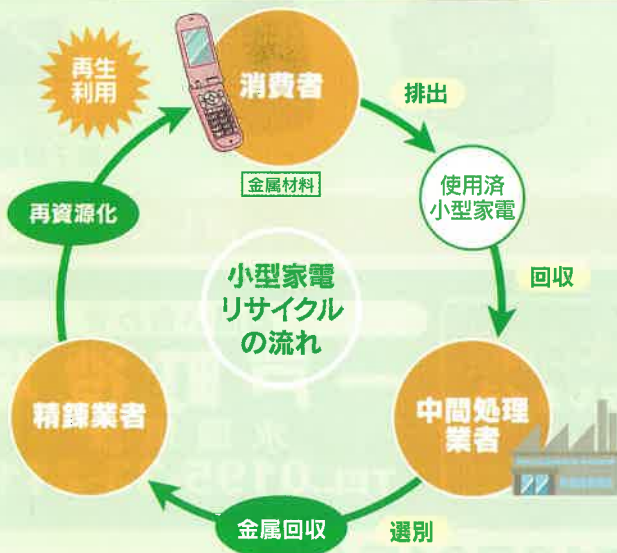 再生
利用
消費者
排出
金属材料
使用済
小型家電
再資源化
小型家電
リサイクル
の流れ
回収
精錬業者
中間処理
業者
金属回収
選別
TEL 0195